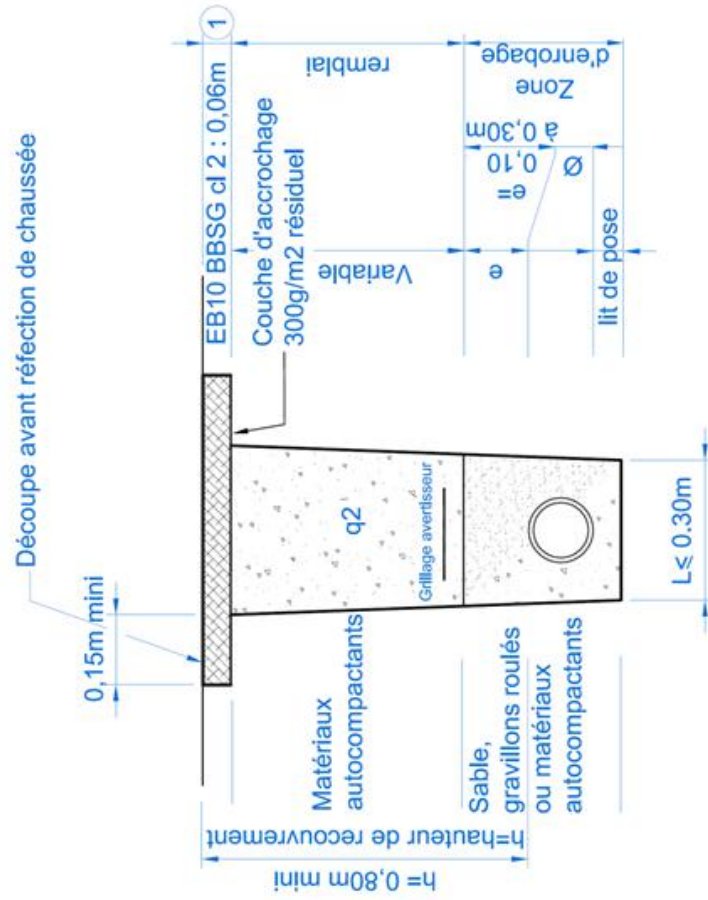 Découpe avant réfection de chaussée
0,15m mini
1
EB10 BBSG cl 2 : 0,06m
Couche d'accrochage
300g/m2 résiduel
Matériaux
autocompactants
q2
Grillage avertisseur
Variable
remblai
h=hauteur de recouvrement
h= 0,80m mini
Sable,
gravillons roulés
ou matériaux
autocompactants
e
e=
0,10
à 0,30m
Ø
Zone
d'enrobage
lit de pose
L≤ 0.30m